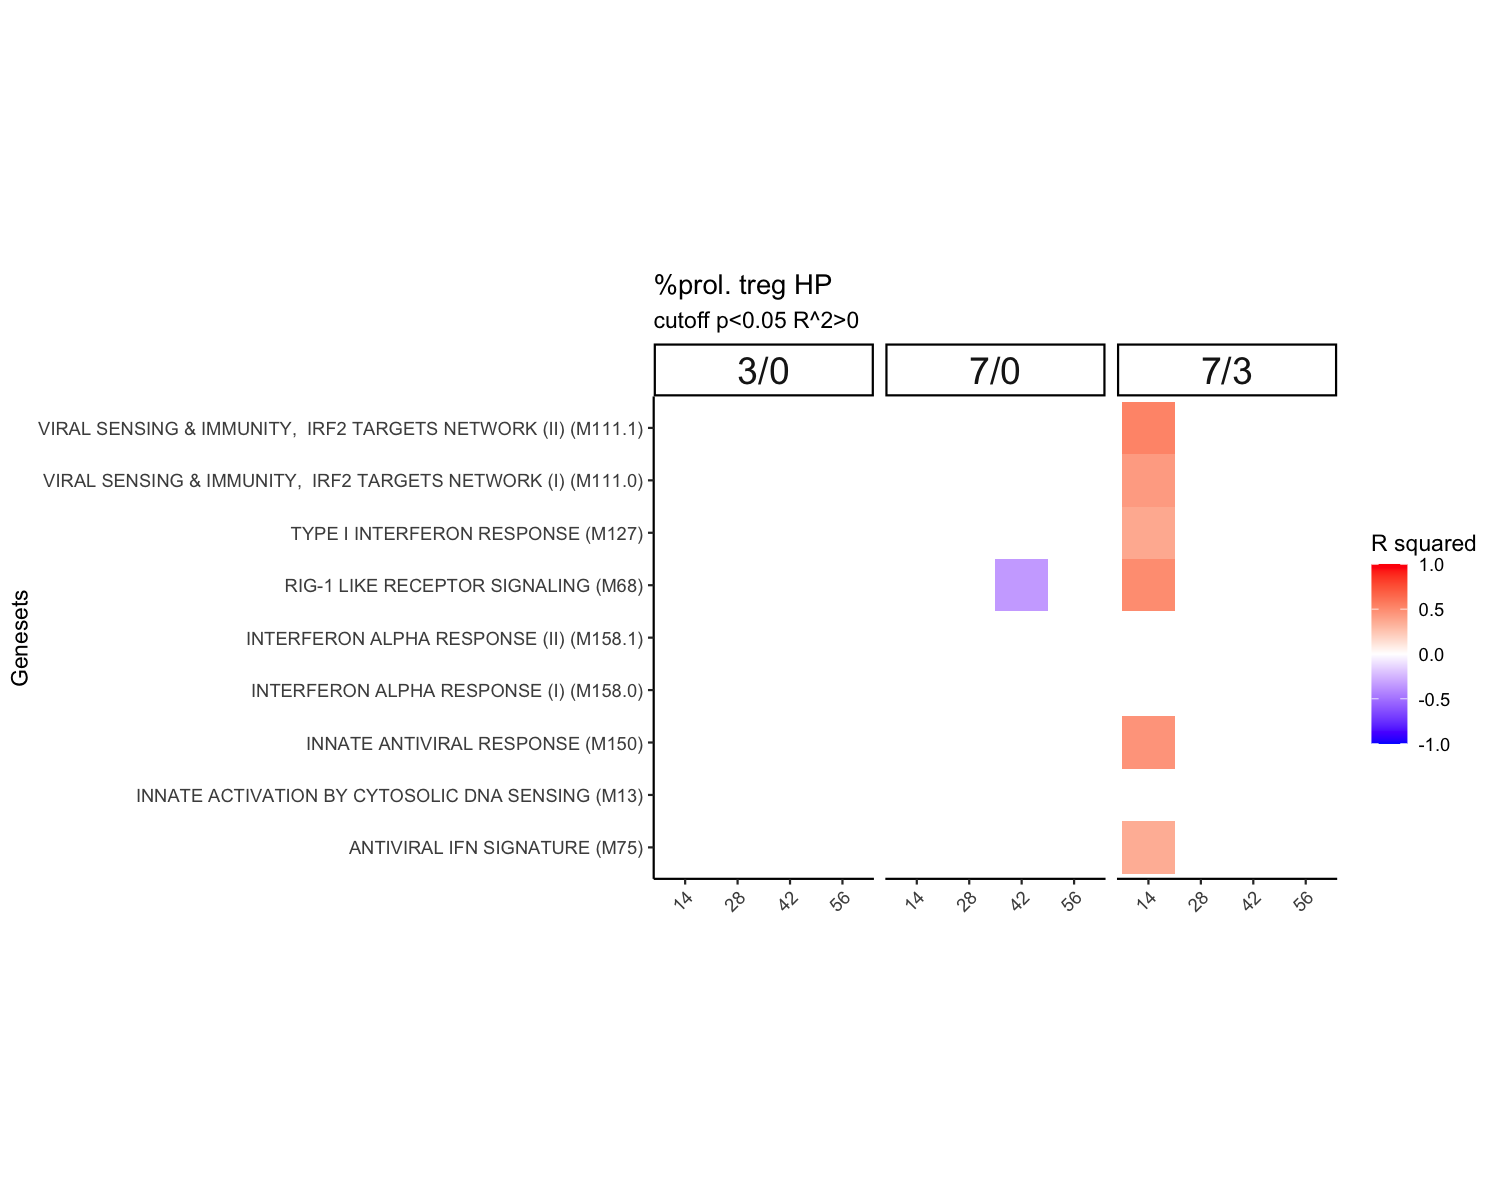 %prol. treg HP
cutoff p<0.05 R^2>0
3/0 7/0 7/3
VIRAL SENSING & IMMUNITY,  IRF2 TARGETS NETWORK (II) (M111.1)
VIRAL SENSING & IMMUNITY,  IRF2 TARGETS NETWORK (I) (M111.0)
TYPE I INTERFERON RESPONSE (M127)
RIG-1 LIKE RECEPTOR SIGNALING (M68)
INTERFERON ALPHA RESPONSE (II) (M158.1)
INTERFERON ALPHA RESPONSE (I) (M158.0)
INNATE ANTIVIRAL RESPONSE (M150)
INNATE ACTIVATION BY CYTOSOLIC DNA SENSING (M13)
ANTIVIRAL IFN SIGNATURE (M75)
Genesets
14 28 42 56 14 28 42 56 14 28 42 56
R squared
1.0
0.5
0.0
-0.5
-1.0